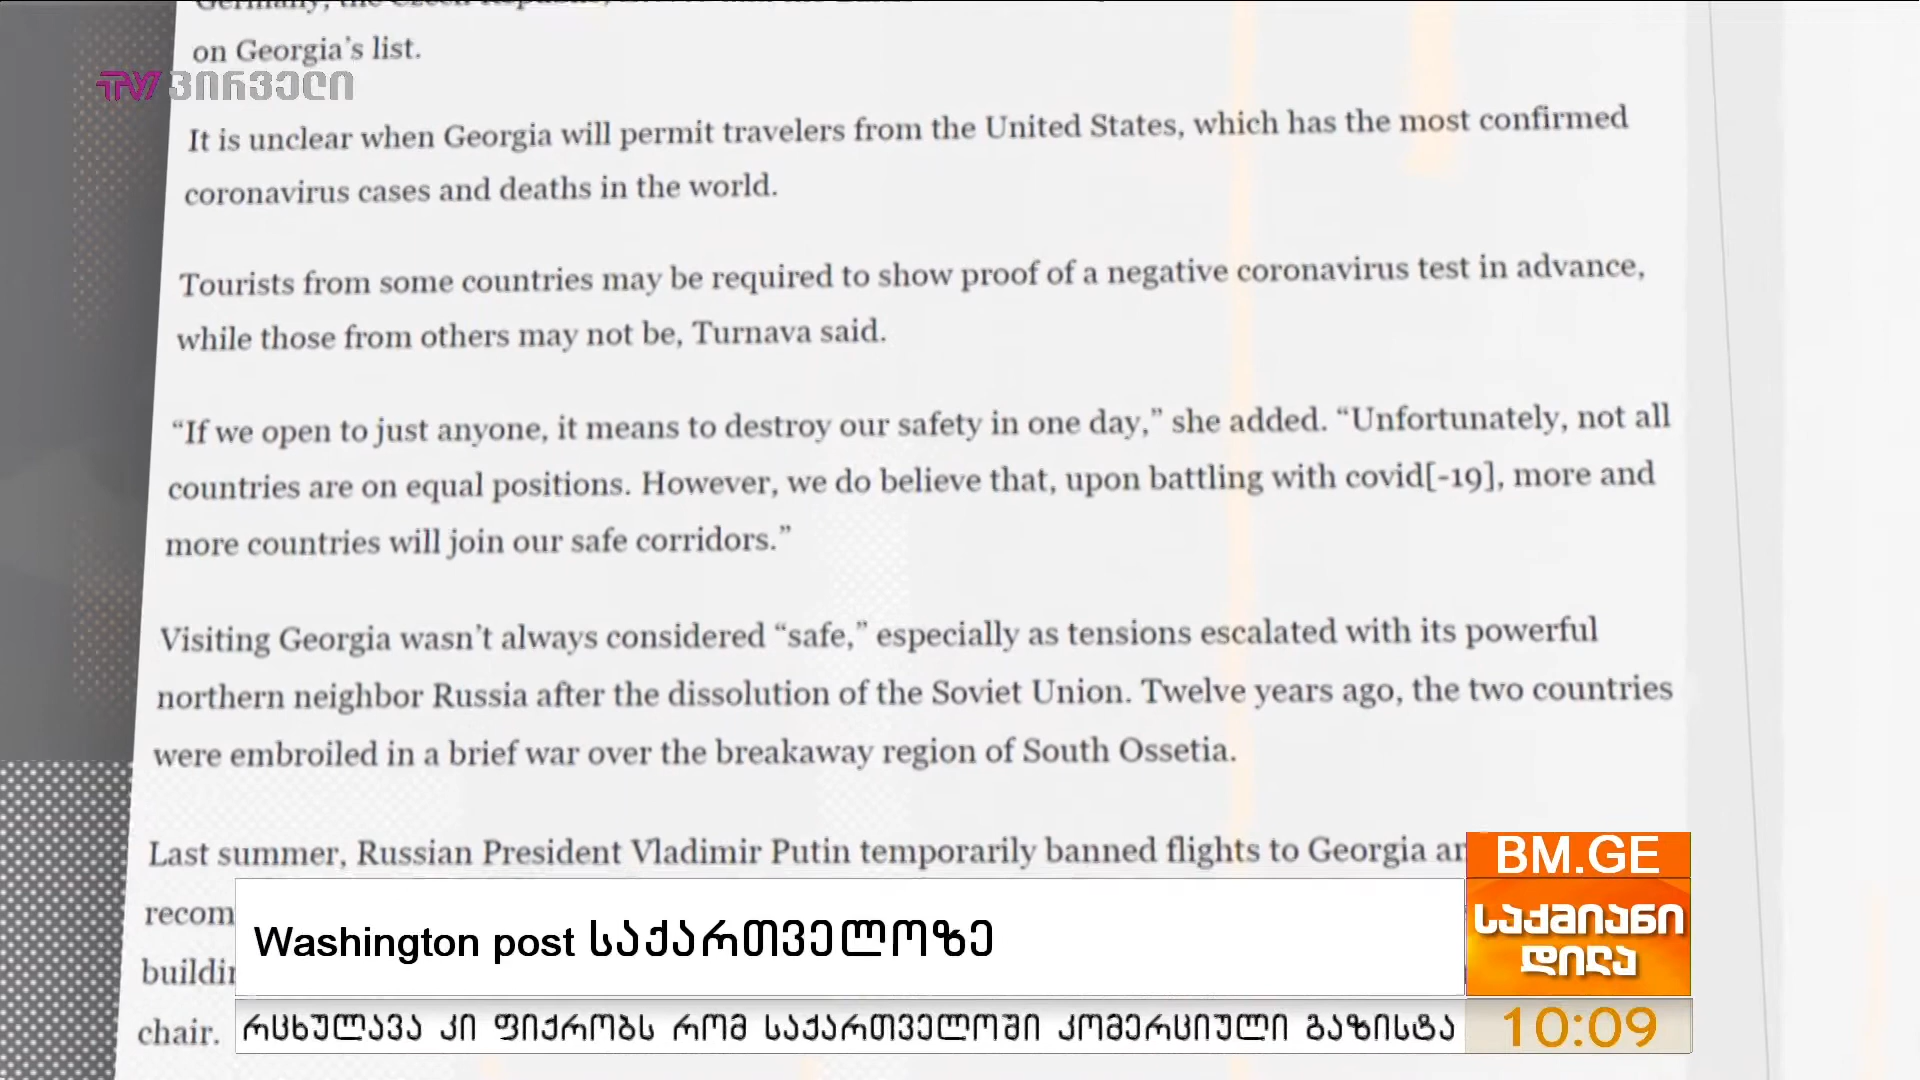 on Georgia’s list.
TV ᲞᲘᲠᲕᲔᲚᲘ
It is unclear when Georgia will permit travelers from the United States, which has the most confirmed
coronavirus cases and deaths in the world.
Tourists from some countries may be required to show proof of a negative coronavirus test in advance,
while those from others may not be, Turnava said.
“If we open to just anyone, it means to destroy our safety in one day,” she added. “Unfortunately, not all
countries are on equal positions. However, we do believe that, upon battling with covid[-19], more and
more countries will join our safe corridors.”
Visiting Georgia wasn’t always considered “safe,” especially as tensions escalated with its powerful
northern neighbor Russia after the dissolution of the Soviet Union. Twelve years ago, the two countries
were embroiled in a brief war over the breakaway region of South Ossetia.
Last summer, Russian President Vladimir Putin temporarily banned flights to Georgia
chair.
BM.GE
ᲡᲐᲥᲛᲘᲐᲜᲘ
ᲓᲘᲚᲐ
Washington post ᲡᲐᲥᲐᲠᲗᲕᲔᲚᲝᲖᲔ
ᲠᲪᲮᲣᲚᲐᲕᲐ ᲙᲘ ᲤᲘᲥᲠᲝᲑᲡ ᲠᲝᲛ ᲡᲐᲥᲐᲠᲗᲕᲔᲚᲝᲨᲘ ᲙᲝᲛᲔᲠᲪᲘᲣᲚᲘ ᲒᲐᲖᲘᲡᲢᲐ
10:09